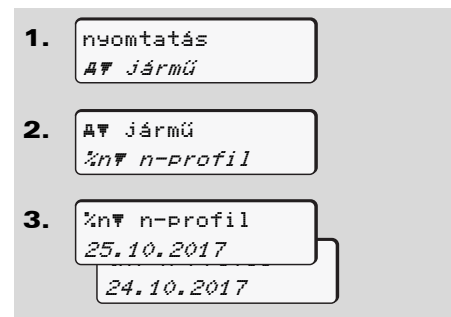 1.
nyomtatás
A▼ jármű
2.
A▼ jármű
%n▼ n-profil
3.
%n▼ n-profil
25.10.2017
24.10.2017